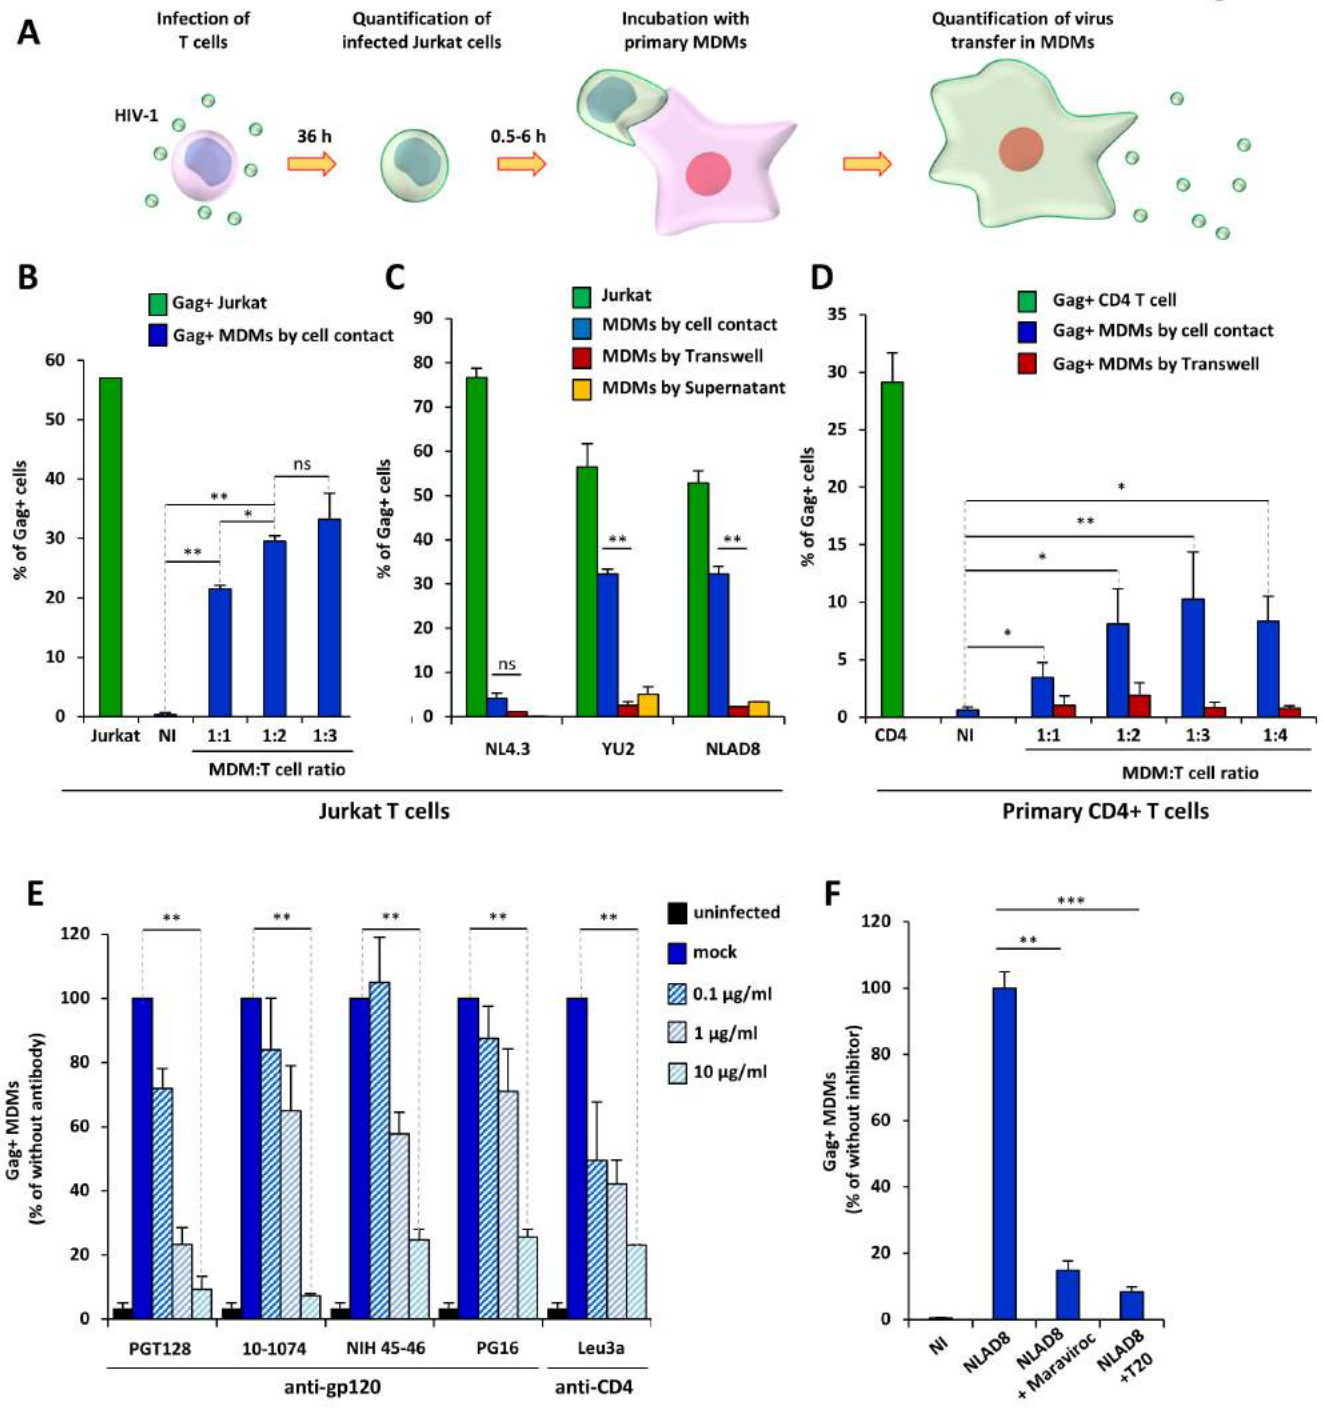 A
Infection of
T cells
Quantification of
infected Jurkat cells
Incubation with
primary MDMs
Quantification of virus
transfer in MDMs
HIV-1
36 h
0.5-6 h
B
Gag+ Jurkat
Gag+ MDMs by cell contact
% of Gag+ cells
60
50
40
30
20
10
0
**
**
*
ns
Jurkat NI 1:1 1:2 1:3
MDM:T cell ratio
C
Jurkat
MDMs by cell contact
MDMs by Transwell
MDMs by Supernatant
% of Gag+ cells
90
80
70
60
50
40
30
20
10
0
ns
**
**
NL4.3 YU2 NLAD8
Jurkat T cells
D
Gag+ CD4 T cell
Gag+ MDMs by cell contact
Gag+ MDMs by Transwell
% of Gag+ cells
35
30
25
20
15
10
5
0
*
**
*
*
CD4 NI 1:1 1:2 1:3 1:4
MDM:T cell ratio
Primary CD4+ T cells
E
uninfected
mock
0.1 µg/ml
1 µg/ml
10 µg/ml
Gag+ MDMs
(% of without antibody)
120
100
80
60
40
20
0
** ** ** ** **
PGT128 10-1074 NIH 45-46 PG16 Leu3a
anti-gp120 anti-CD4
F
Gag+ MDMs
(% of without inhibitor)
120
100
80
60
40
20
0
***
**
NI
NLAD8
NLAD8
+ Maraviroc
NLAD8
+T20